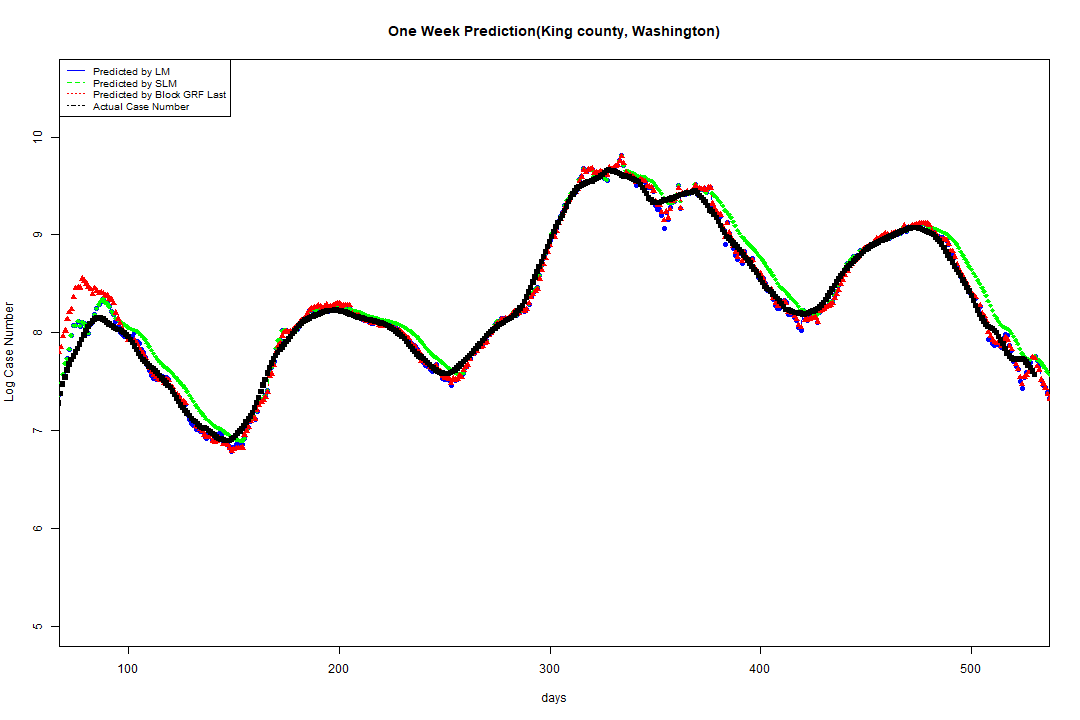 One Week Prediction(King county, Washington)
Predicted by LM
Predicted by SLM
Predicted by Block GRF Last
Actual Case Number
Log Case Number
10
9
8
7
6
5
100 200 300 400 500
days